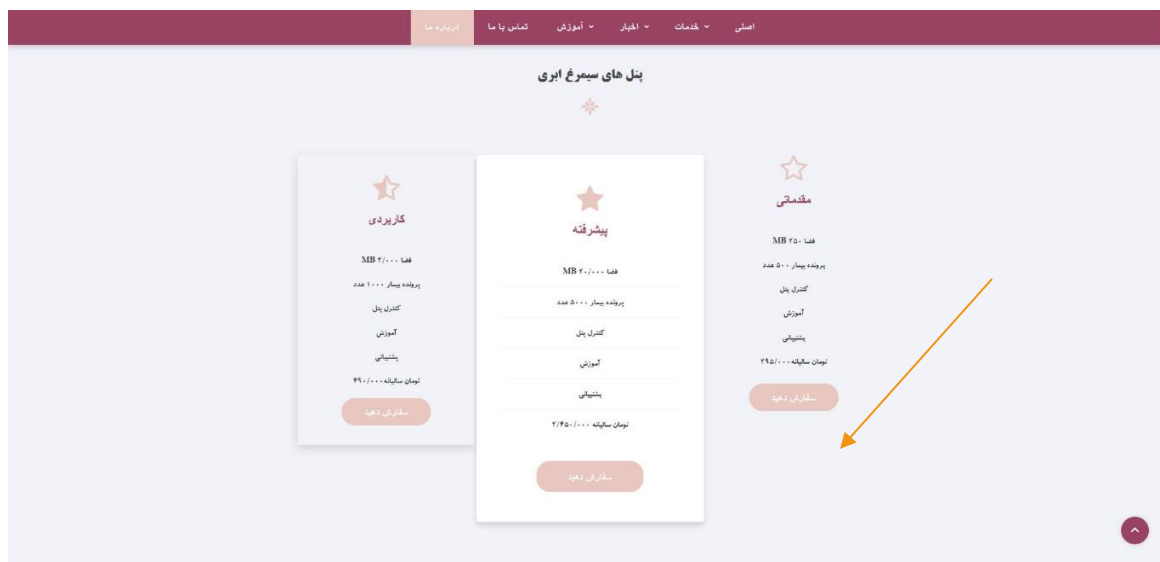 اصلی خدمات اخبار آموزش تماس با ما درباره ما
پنل های سیمرغ ابری
مقدماتی
فضا ۲۵۰ MB
پرونده بیمار ۵۰۰ عدد
کنترل پنل
آموزش
پشتیبانی
تومان سالیانه ۲۹۵/۰۰۰
سفارش دهید
پیشرفته
فضا ۲۰/۰۰۰ MB
پرونده بیمار ۵۰۰۰ عدد
کنترل پنل
آموزش
پشتیبانی
تومان سالیانه ۲/۴۵۰/۰۰۰
سفارش دهید
کاربردی
فضا ۲/۰۰۰ MB
پرونده بیمار ۱۰۰۰ عدد
کنترل پنل
آموزش
پشتیبانی
تومان سالیانه ۴۹۰/۰۰۰
سفارش دهید